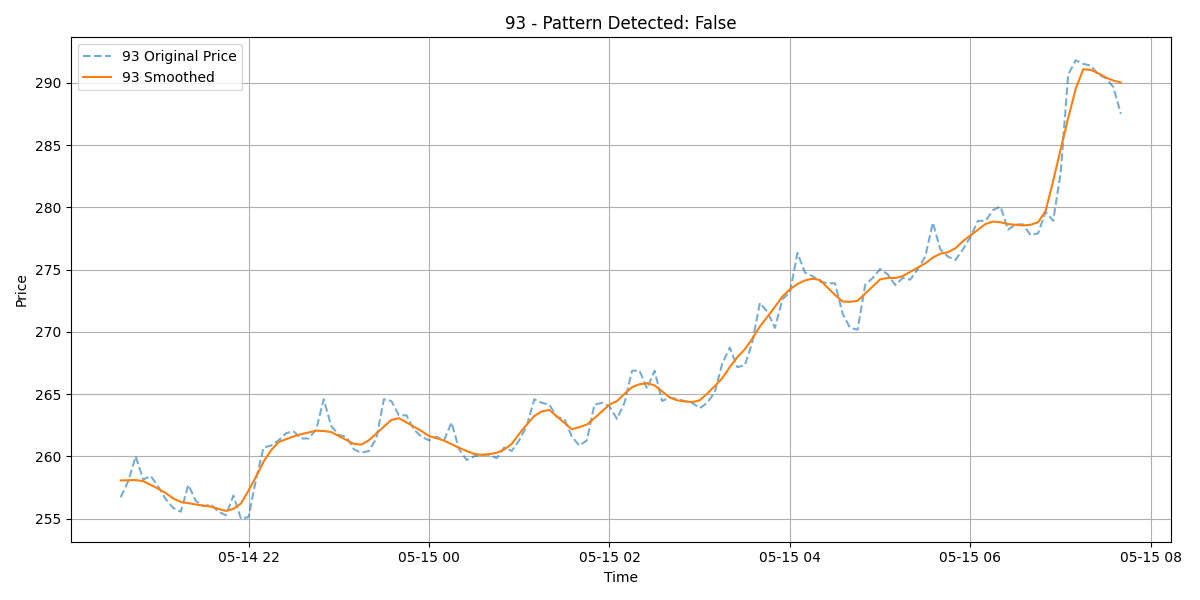 93 - Pattern Detected: False
93 Original Price
93 Smoothed
290
285
280
275
270
265
260
255
Price
05-14 22
05-15 00
05-15 02
05-15 04
05-15 06
05-15 08
Time